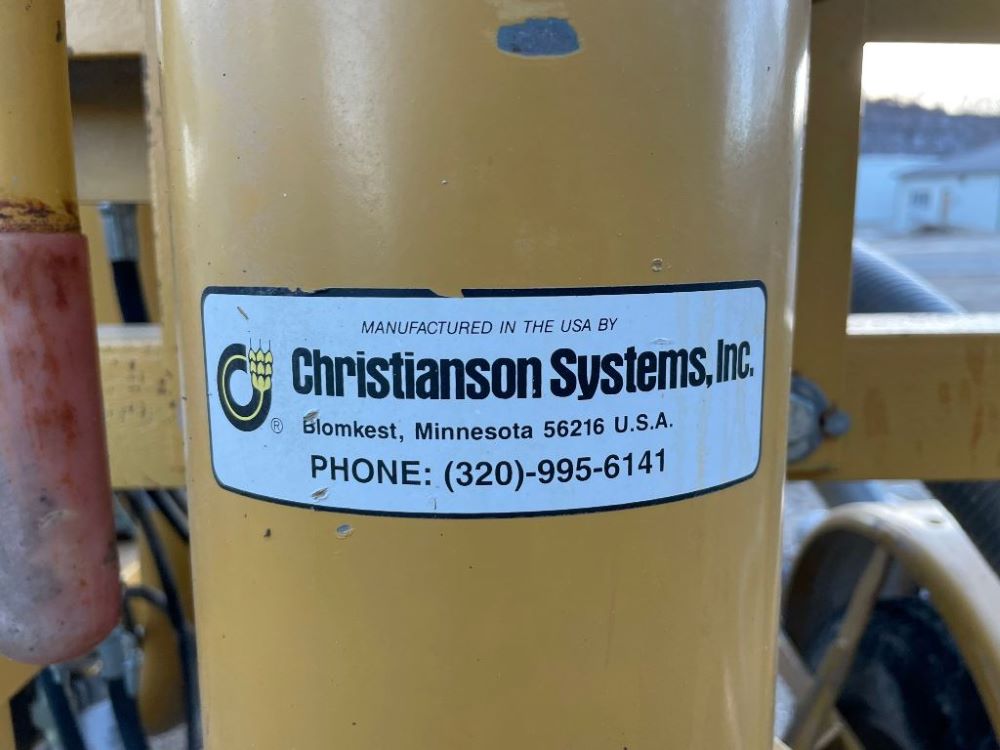 MANUFACTURED IN THE USA BY
Christianson Systems, Inc.
®
Blomkest, Minnesota 56216 U.S.A.
PHONE: (320)-995-6141